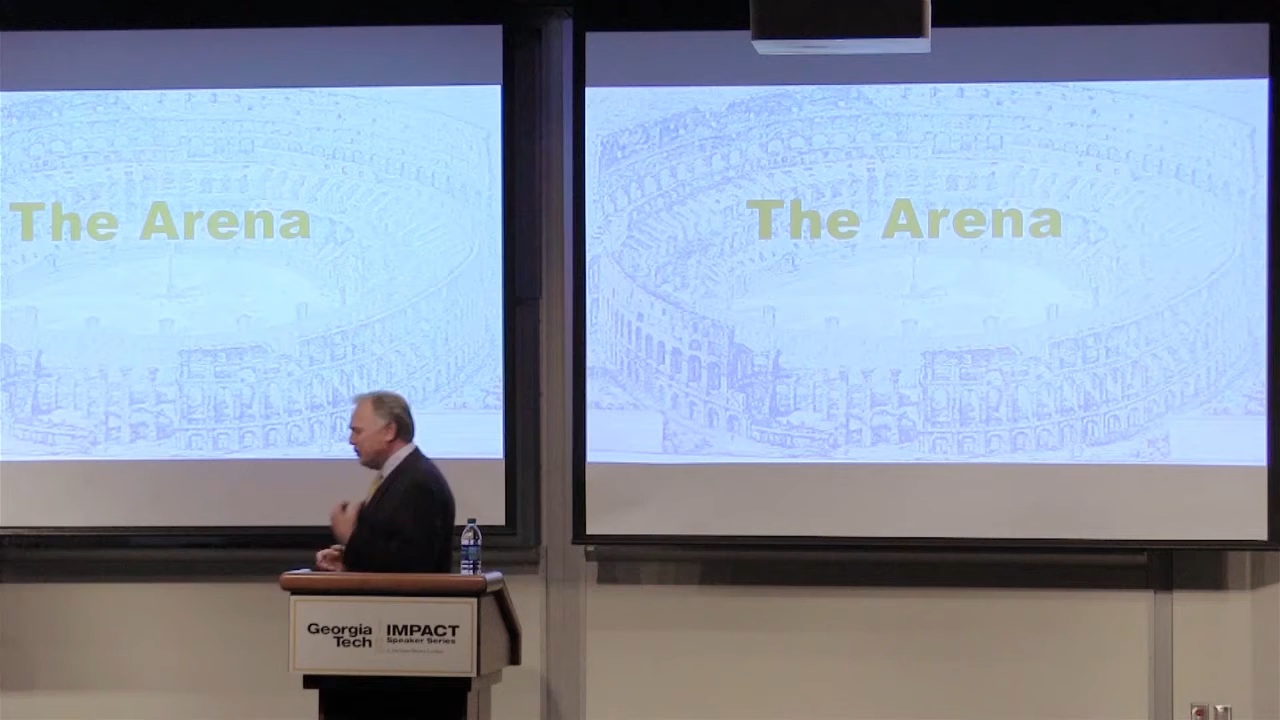 The Arena
The Arena
Georgia
Tech
IMPACT
Speaker Series